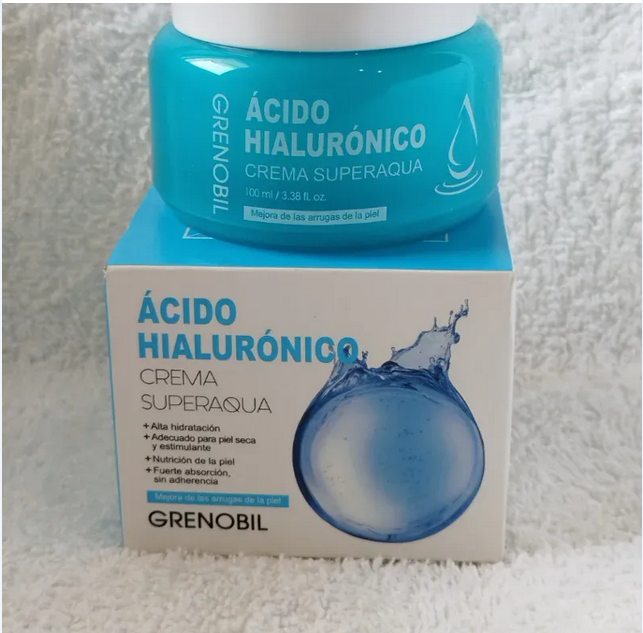 GRENOBIL
ÁCIDO
HIALURÓNICO
CREMA SUPERAQUA
100 ml / 3.38 fl. oz.
Mejora de las arrugas de la piel
ÁCIDO
HIALURÓNICO
CREMA
SUPERAQUA
+Alta hidratación
+Adecuado para piel seca
y estimulante
+Nutrición de la piel
+Fuerte absorción,
sin adherencia
Mejora de las arrugas de la piel
GRENOBIL